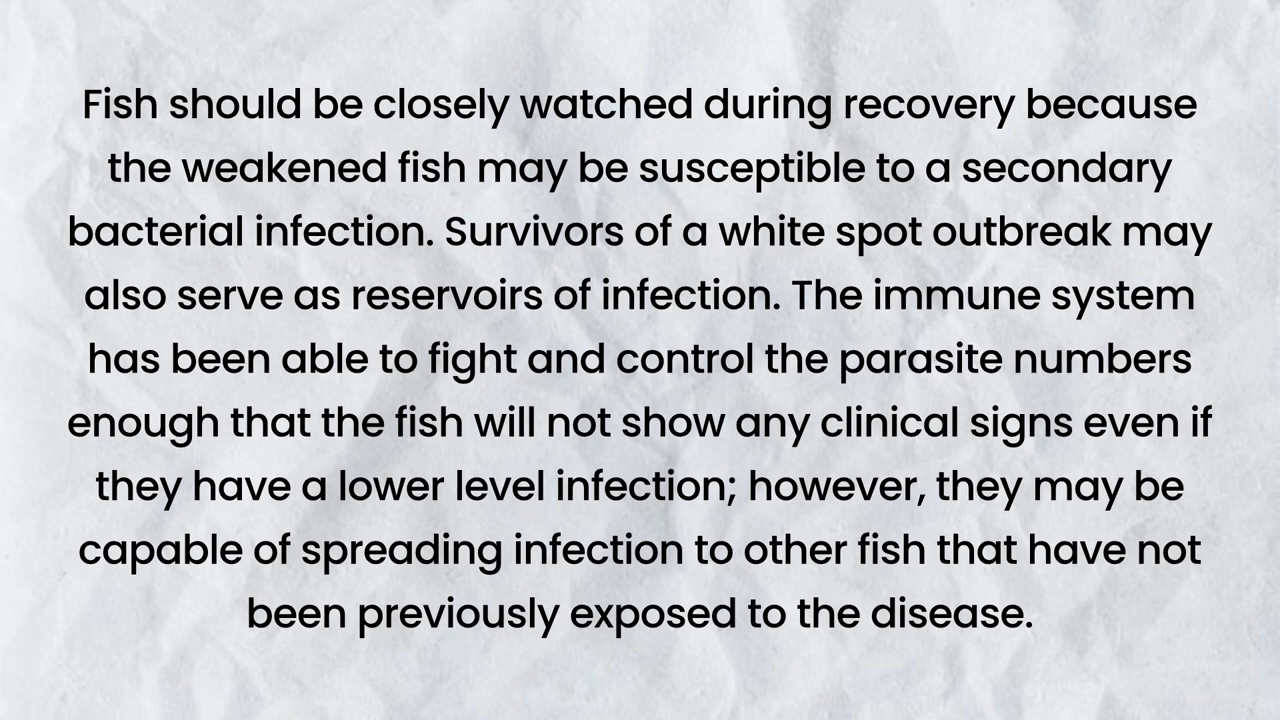 Fish should be closely watched during recovery because
the weakened fish may be susceptible to a secondary
bacterial infection. Survivors of a white spot outbreak may
also serve as reservoirs of infection. The immune system
has been able to fight and control the parasite numbers
enough that the fish will not show any clinical signs even if
they have a lower level infection; however, they may be
capable of spreading infection to other fish that have not
been previously exposed to the disease.